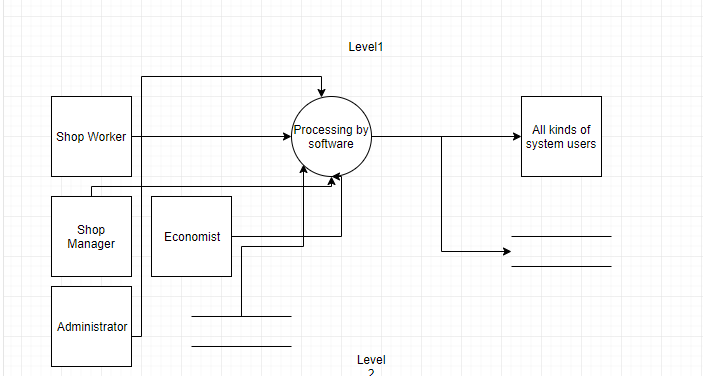 Level1
Shop Worker
Processing by
software
All kinds of
system users
Shop
Manager
Economist
Administrator
Level
2